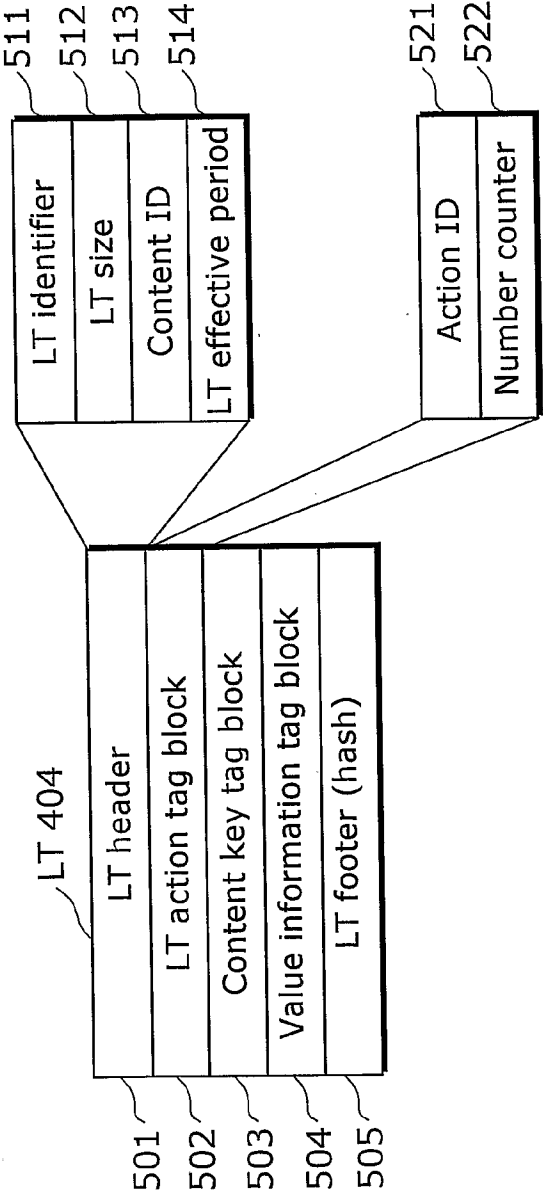 LT 404
501
LT header
502
LT action tag block
503
Content key tag block
504
Value information tag block
505
LT footer (hash)
LT identifier
511
LT size
512
Content ID
513
LT effective period
514
Action ID
521
Number counter
522